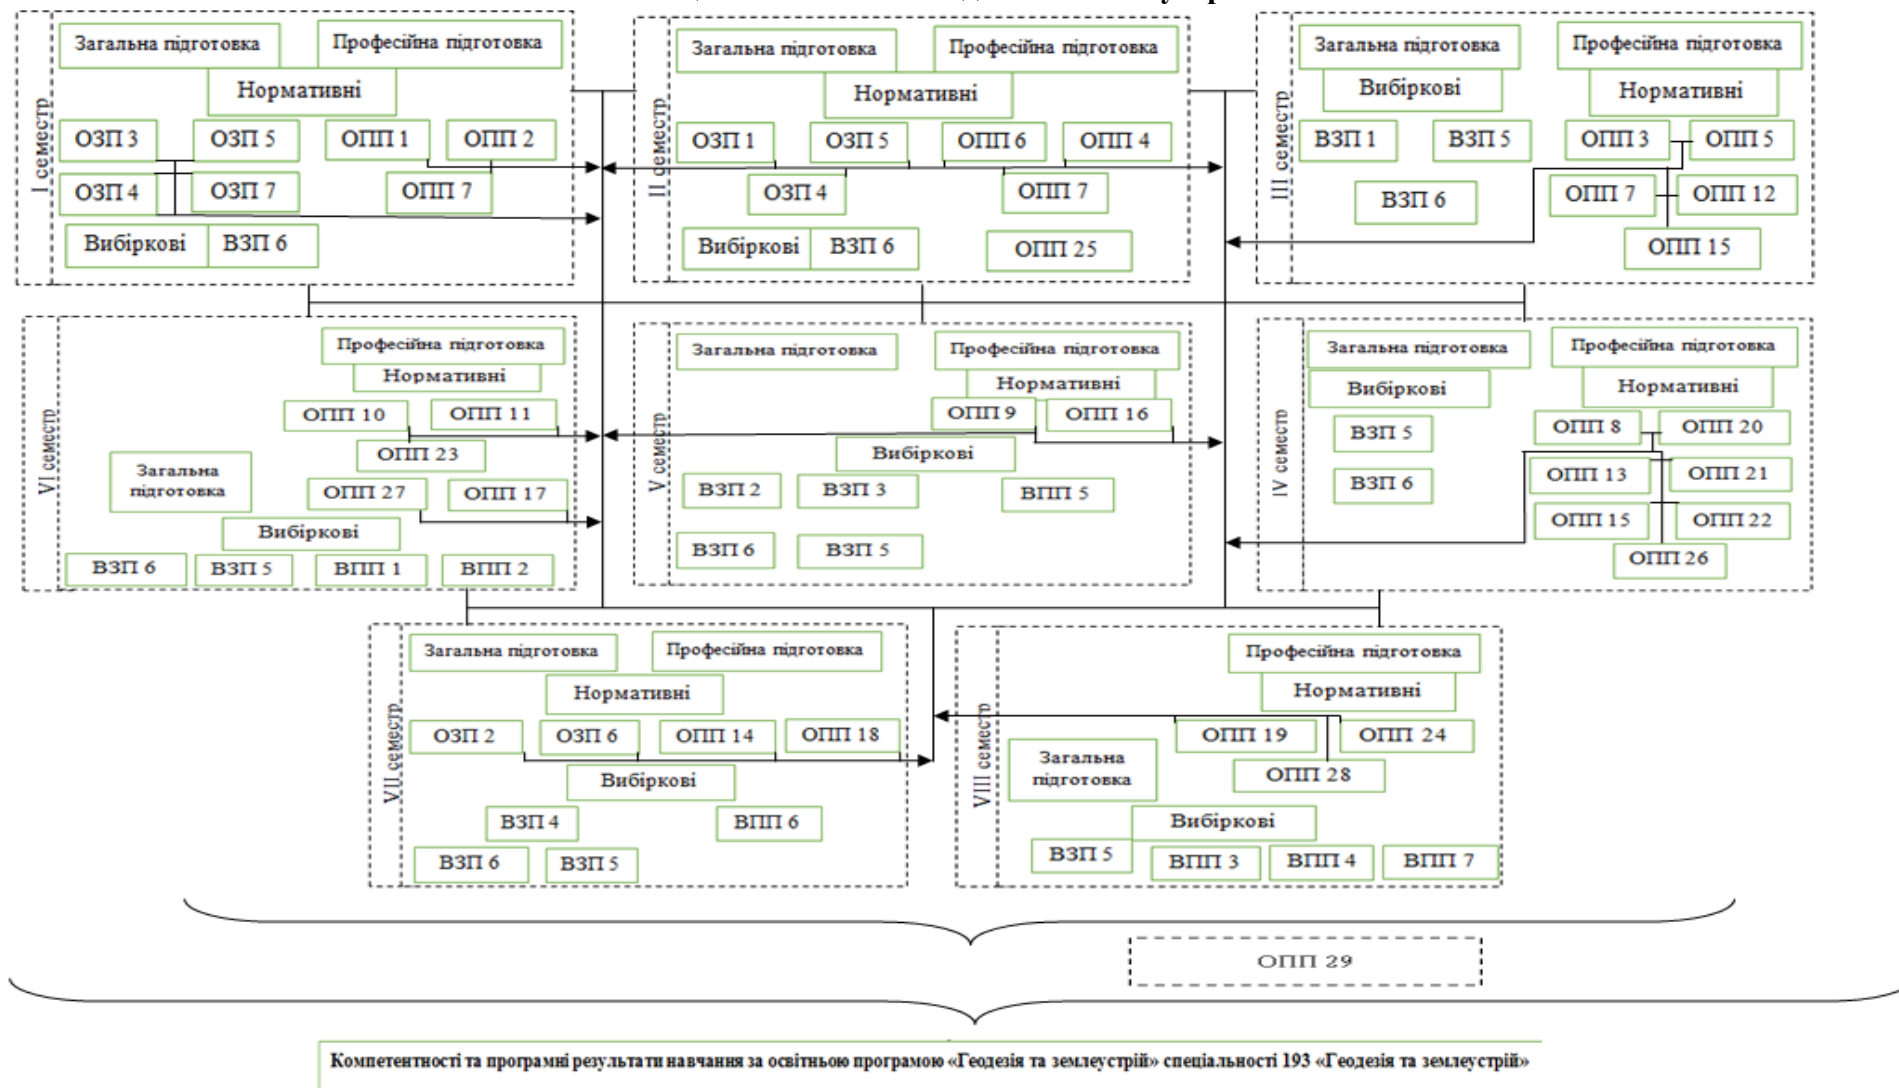 I семестр
Загальна підготовка
Професійна підготовка
Нормативні
ОЗП 3
ОЗП 5
ОПП 1
ОПП 2
ОЗП 4
ОЗП 7
ОПП 7
Вибіркові
ВЗП 6
II семестр
Загальна підготовка
Професійна підготовка
Нормативні
ОЗП 1
ОЗП 5
ОПП 6
ОПП 4
ОЗП 4
ОПП 7
Вибіркові
ВЗП 6
ОПП 25
III семестр
Загальна підготовка
Професійна підготовка
Вибіркові
Нормативні
ВЗП 1
ВЗП 5
ОПП 3
ОПП 5
ВЗП 6
ОПП 7
ОПП 12
ОПП 15
VI семестр
Професійна підготовка
Нормативні
ОПП 10
ОПП 11
ОПП 23
Загальна
підготовка
ОПП 27
ОПП 17
Вибіркові
ВЗП 6
ВЗП 5
ВПП 1
ВПП 2
V семестр
Загальна підготовка
Професійна підготовка
Нормативні
ОПП 9
ОПП 16
Вибіркові
ВЗП 2
ВЗП 3
ВПП 5
ВЗП 6
ВЗП 5
IV семестр
Загальна підготовка
Професійна підготовка
Вибіркові
Нормативні
ВЗП 5
ОПП 8
ОПП 20
ВЗП 6
ОПП 13
ОПП 21
ОПП 15
ОПП 22
ОПП 26
VII семестр
Загальна підготовка
Професійна підготовка
Нормативні
ОЗП 2
ОЗП 6
ОПП 14
ОПП 18
Вибіркові
ВЗП 4
ВПП 6
ВЗП 6
ВЗП 5
VIII семестр
Професійна підготовка
Нормативні
ОПП 19
ОПП 24
Загальна
підготовка
ОПП 28
Вибіркові
ВЗП 5
ВПП 3
ВПП 4
ВПП 7
ОПП 29
Компетентності та програмні результати навчання за освітньою програмою «Геодезія та землеустрій» спеціальності 193 «Геодезія та землеустрій»